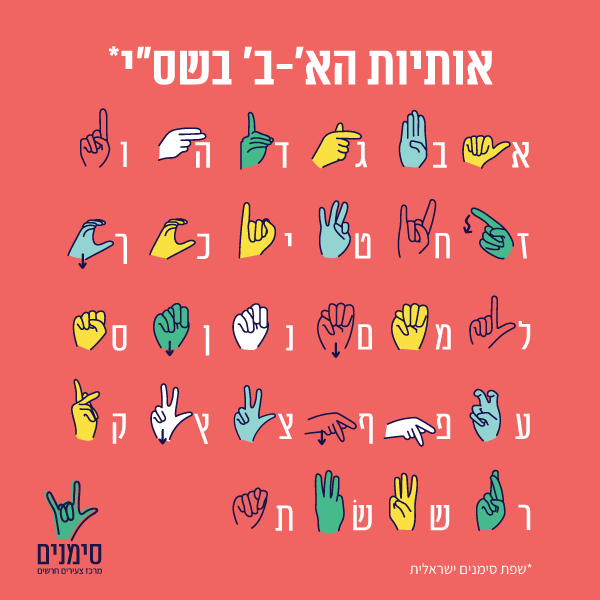 אותיות הא'-ב' בשס"י*
א ב ג ד ה ו
ז ח ט י כ ך
ל מ ם נ ן ס
ע פ ף צ ץ ק
ר ש שׂ ת
*שפת סימנים ישראלית
סימנים
מרכז צעירים חרשים